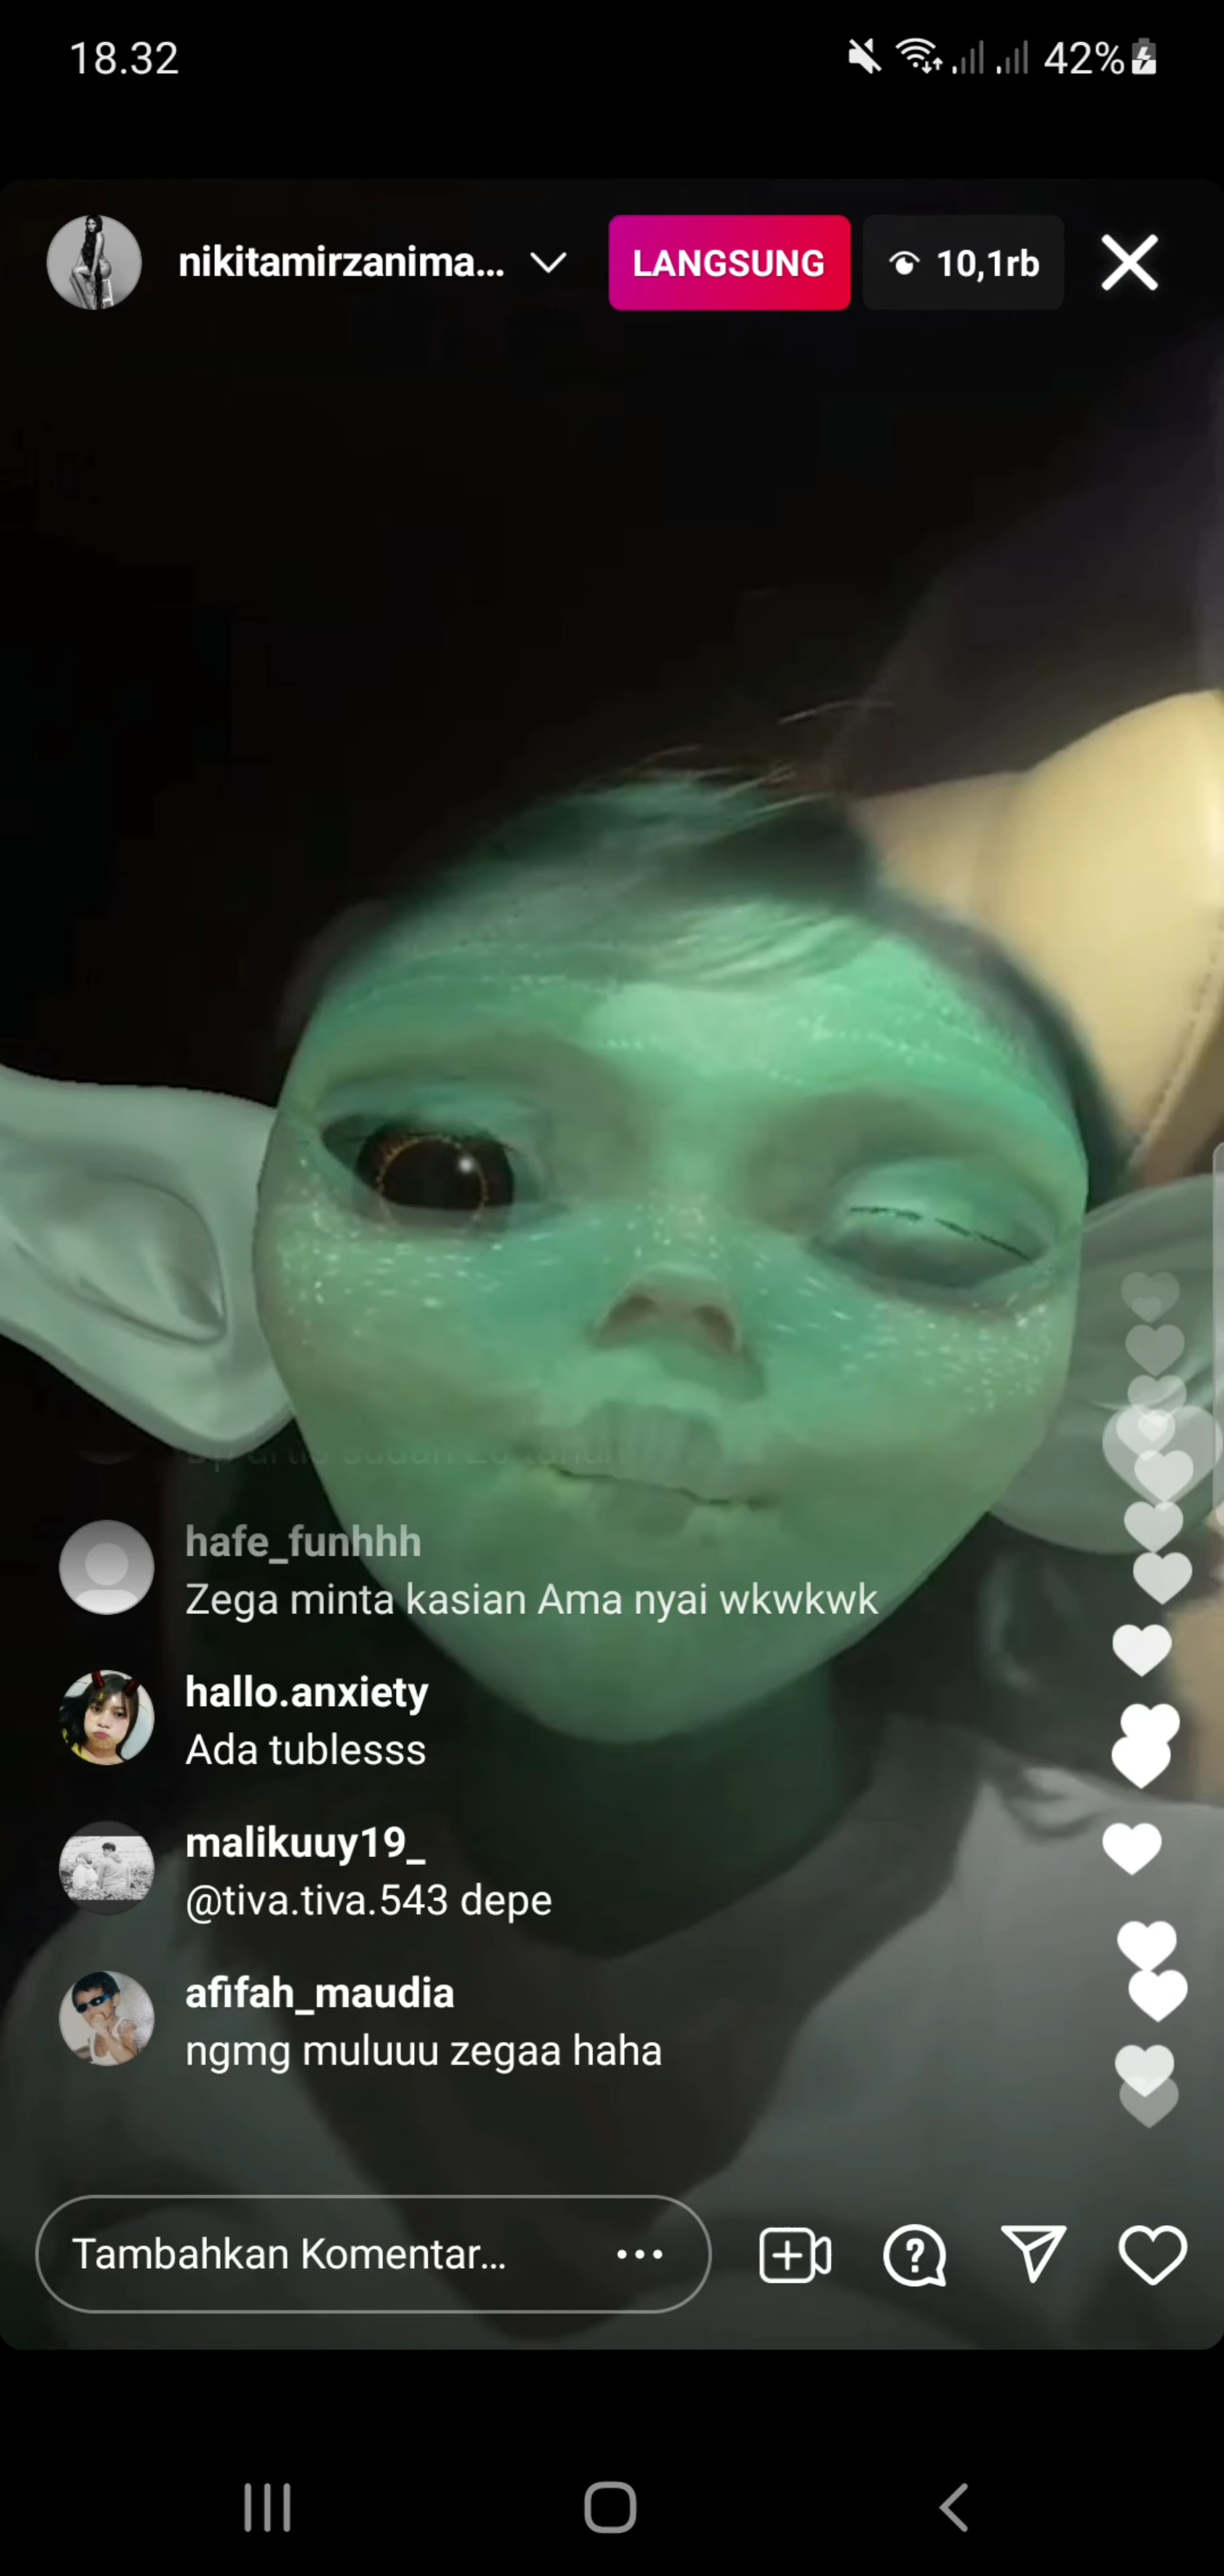 18.32
42%
nikitamirzanima...
LANGSUNG
10,1rb
hafe_funhhh
Zega minta kasian Ama nyai wkwkwk
hallo.anxiety
Ada tublesss
malikuuy19_
@tiva.tiva.543 depe
afifah_maudia
ngmg muluuu zegaa haha
Tambahkan Komentar...